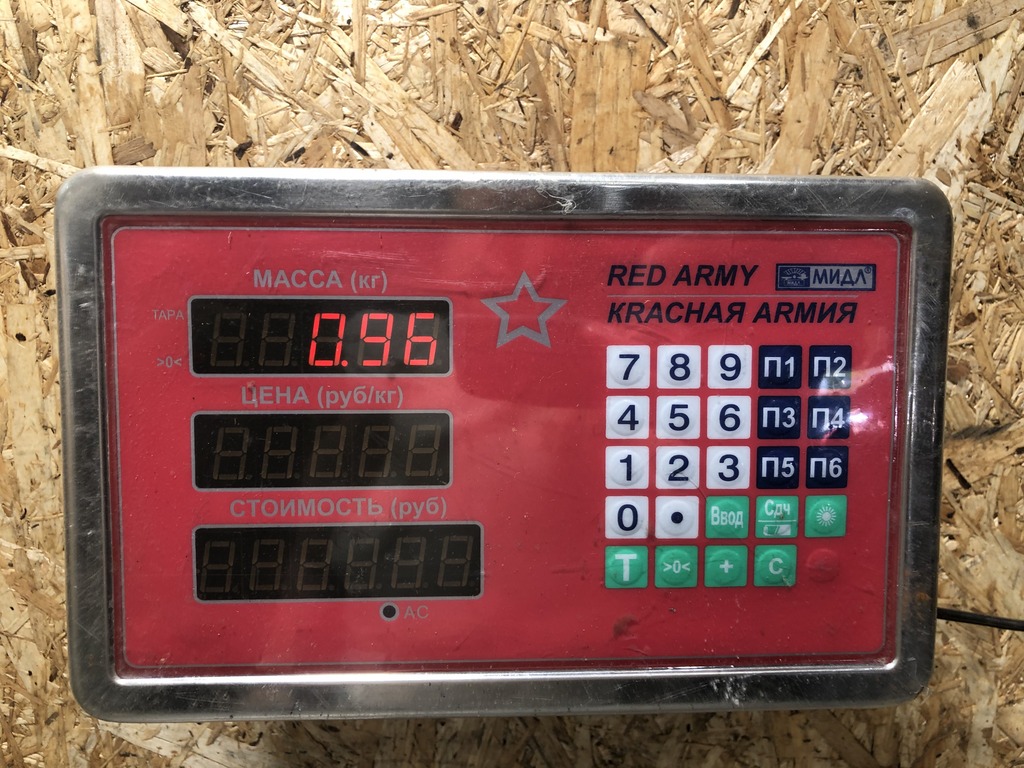 МАССА (кг)
ТАРА
>0<
0.96
ЦЕНА (руб/кг)
СТОИМОСТЬ (руб)
AC
RED ARMY
МИДЛ®
КRАСНАЯ АRМИЯ
7 8 9 П1 П2
4 5 6 П3 П4
1 2 3 П5 П6
0 • Ввод Сдч
Т >0< + С